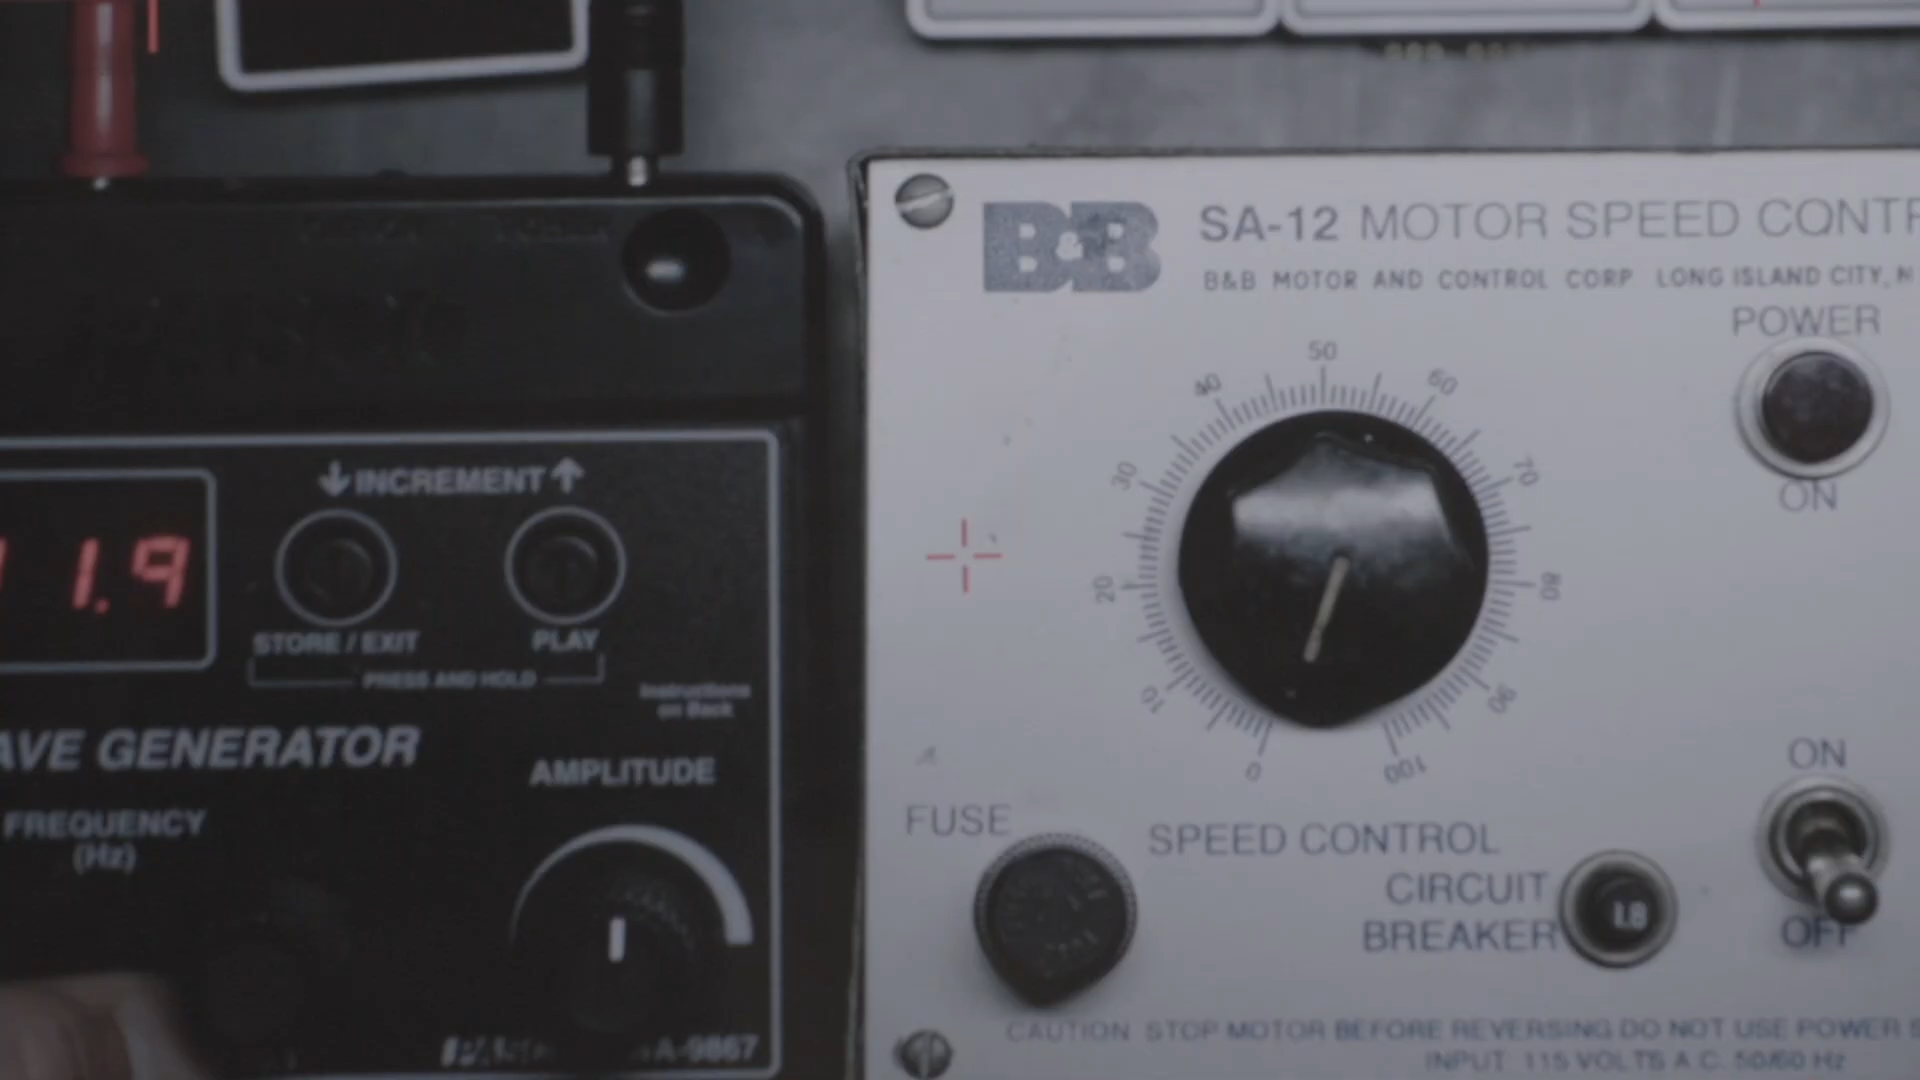 B&B
SA-12 MOTOR SPEED CONTR
B&B MOTOR AND CONTROL CORP LONG ISLAND CITY, N
POWER
ON
0
10
20
30
40
50
60
70
80
90
100
↓ INCREMENT ↑
1.9
STORE / EXIT
PLAY
PRESS AND HOLD
Instructions
on Back
AVE GENERATOR
AMPLITUDE
FREQUENCY
(Hz)
A-9867
FUSE
SPEED CONTROL
CIRCUIT
BREAKER
1.8
ON
OFF
CAUTION STOP MOTOR BEFORE REVERSING DO NOT USE POWER S
INPUT 115 VOLTS A.C. 50/60 Hz